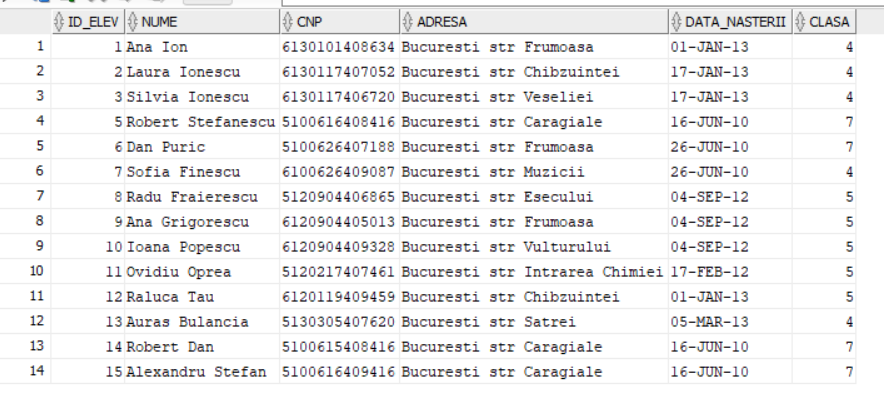 ID_ELEV NUME CNP ADRESA DATA_NASTERII CLASA
1 1 Ana Ion 6130101408634 Bucuresti str Frumoasa 01-JAN-13 4
2 2 Laura Ionescu 6130117407052 Bucuresti str Chibzuintei 17-JAN-13 4
3 3 Silvia Ionescu 6130117406720 Bucuresti str Veseliei 17-JAN-13 4
4 5 Robert Stefanescu 5100616408416 Bucuresti str Caragiale 16-JUN-10 7
5 6 Dan Puric 5100626407188 Bucuresti str Frumoasa 26-JUN-10 7
6 7 Sofia Finescu 6100626409087 Bucuresti str Muzicii 26-JUN-10 4
7 8 Radu Fraierescu 5120904406865 Bucuresti str Esecului 04-SEP-12 5
8 9 Ana Grigorescu 6120904405013 Bucuresti str Frumoasa 04-SEP-12 5
9 10 Ioana Popescu 6120904409328 Bucuresti str Vulturului 04-SEP-12 5
10 11 Ovidiu Oprea 5120217407461 Bucuresti str Intrarea Chimiei 17-FEB-12 5
11 12 Raluca Tau 6120119409459 Bucuresti str Chibzuintei 01-JAN-13 5
12 13 Auras Bulancia 5130305407620 Bucuresti str Satrei 05-MAR-13 4
13 14 Robert Dan 5100615408416 Bucuresti str Caragiale 16-JUN-10 7
14 15 Alexandru Stefan 5100616409416 Bucuresti str Caragiale 16-JUN-10 7